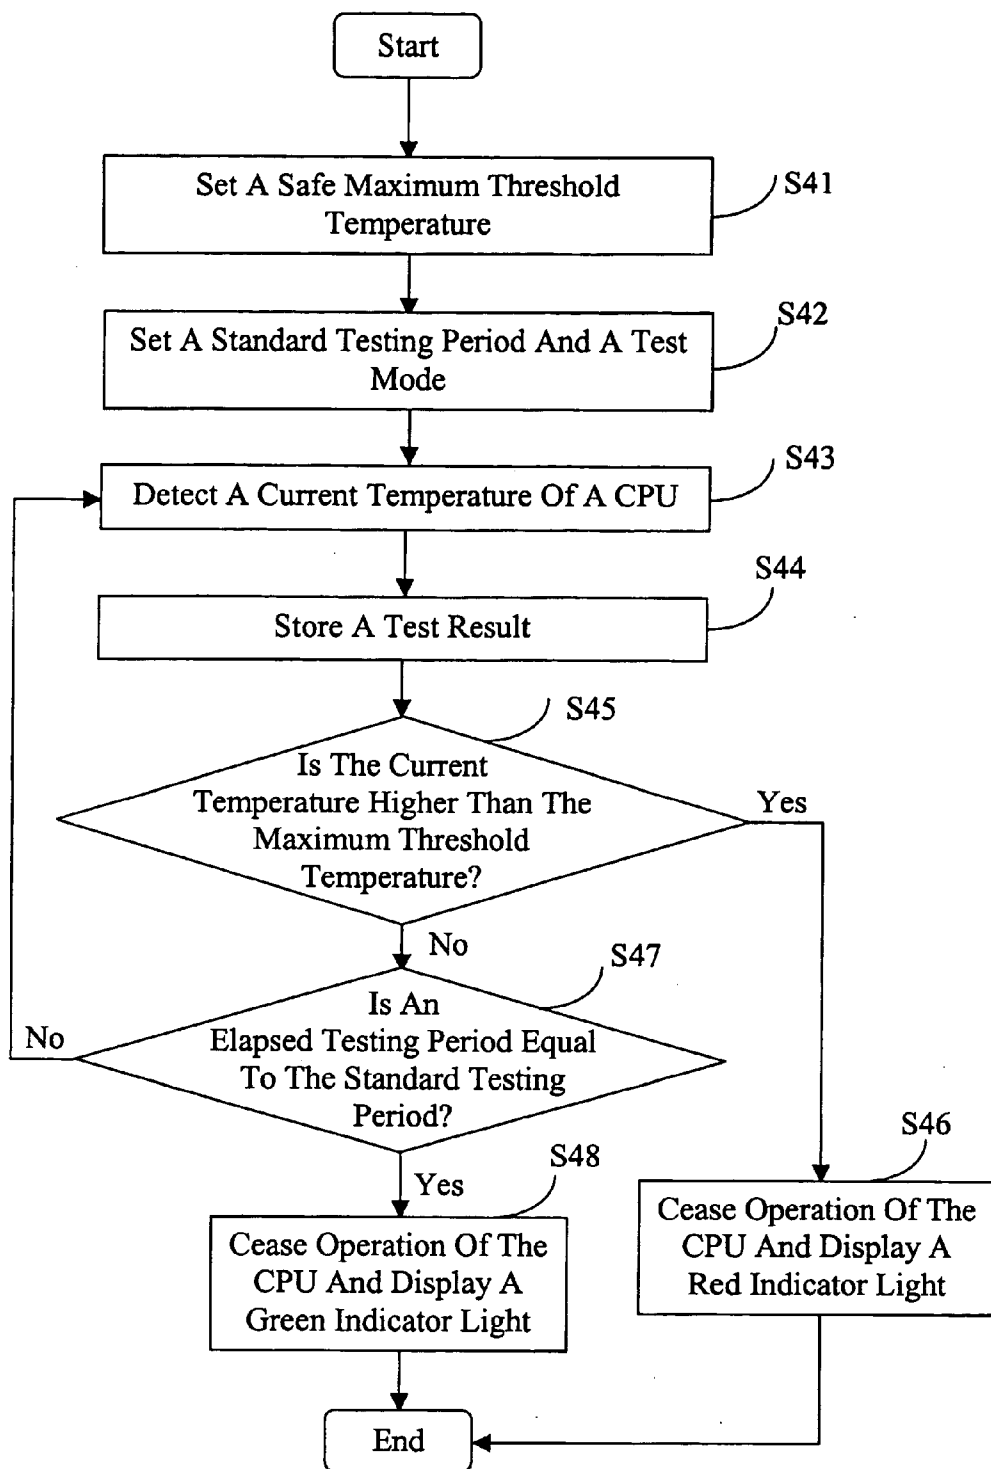 Start
Set A Safe Maximum Threshold
Temperature
S41
Set A Standard Testing Period And A Test
Mode
S42
Detect A Current Temperature Of A CPU
S43
Store A Test Result
S44
Is The Current
Temperature Higher Than The
Maximum Threshold
Temperature?
S45
Yes
No
Is An
Elapsed Testing Period Equal
To The Standard Testing
Period?
S47
No
Yes
Cease Operation Of The
CPU And Display A
Green Indicator Light
S48
Cease Operation Of The
CPU And Display A
Red Indicator Light
S46
End